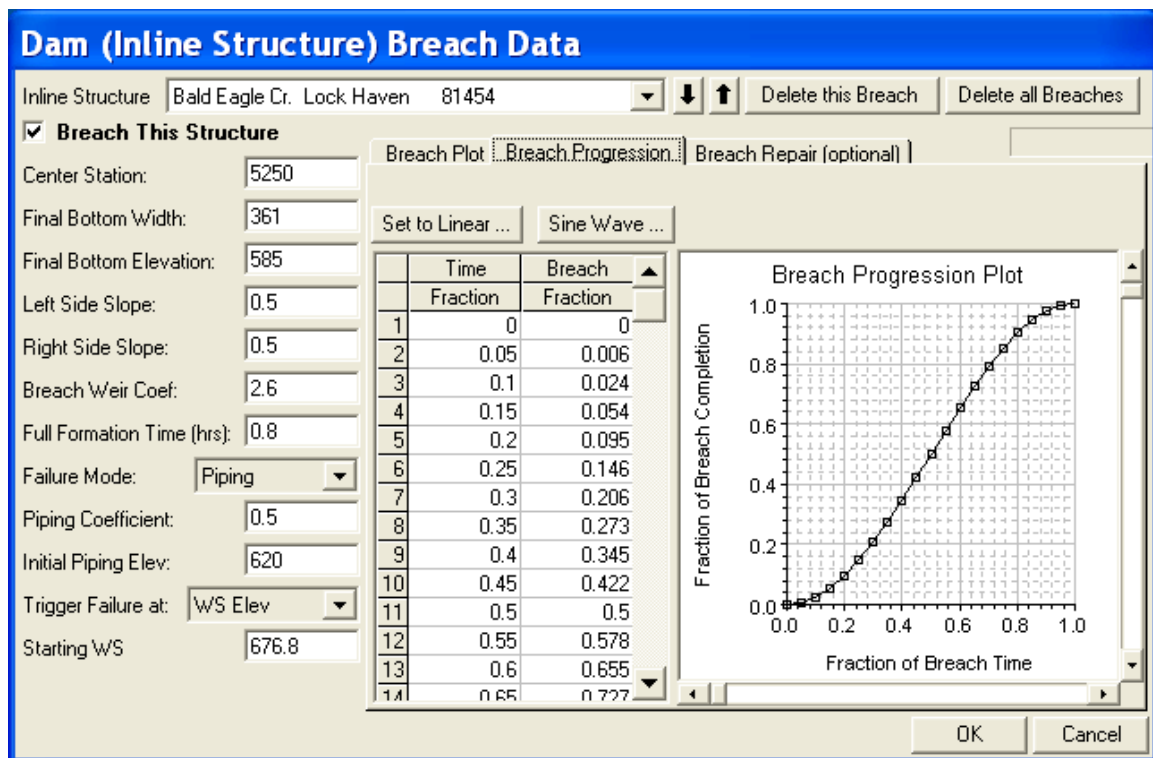 Dam (Inline Structure) Breach Data
Inline Structure Bald Eagle Cr. Lock Haven 81454 Delete this Breach Delete all Breaches
Breach This Structure
Center Station: 5250
Final Bottom Width: 361
Final Bottom Elevation: 585
Left Side Slope: 0.5
Right Side Slope: 0.5
Breach Weir Coef: 2.6
Full Formation Time (hrs): 0.8
Failure Mode: Piping
Piping Coefficient: 0.5
Initial Piping Elev: 620
Trigger Failure at: WS Elev
Starting WS 676.8
Breach Plot Breach Progression Breach Repair (optional)
Set to Linear ... Sine Wave ...
Time Breach
Fraction Fraction
1 0 0
2 0.05 0.006
3 0.1 0.024
4 0.15 0.054
5 0.2 0.095
6 0.25 0.146
7 0.3 0.206
8 0.35 0.273
9 0.4 0.345
10 0.45 0.422
11 0.5 0.5
12 0.55 0.578
13 0.6 0.655
14 0.65 0.727
Breach Progression Plot
Fraction of Breach Completion
1.0
0.8
0.6
0.4
0.2
0.0
0.0 0.2 0.4 0.6 0.8 1.0
Fraction of Breach Time
OK Cancel